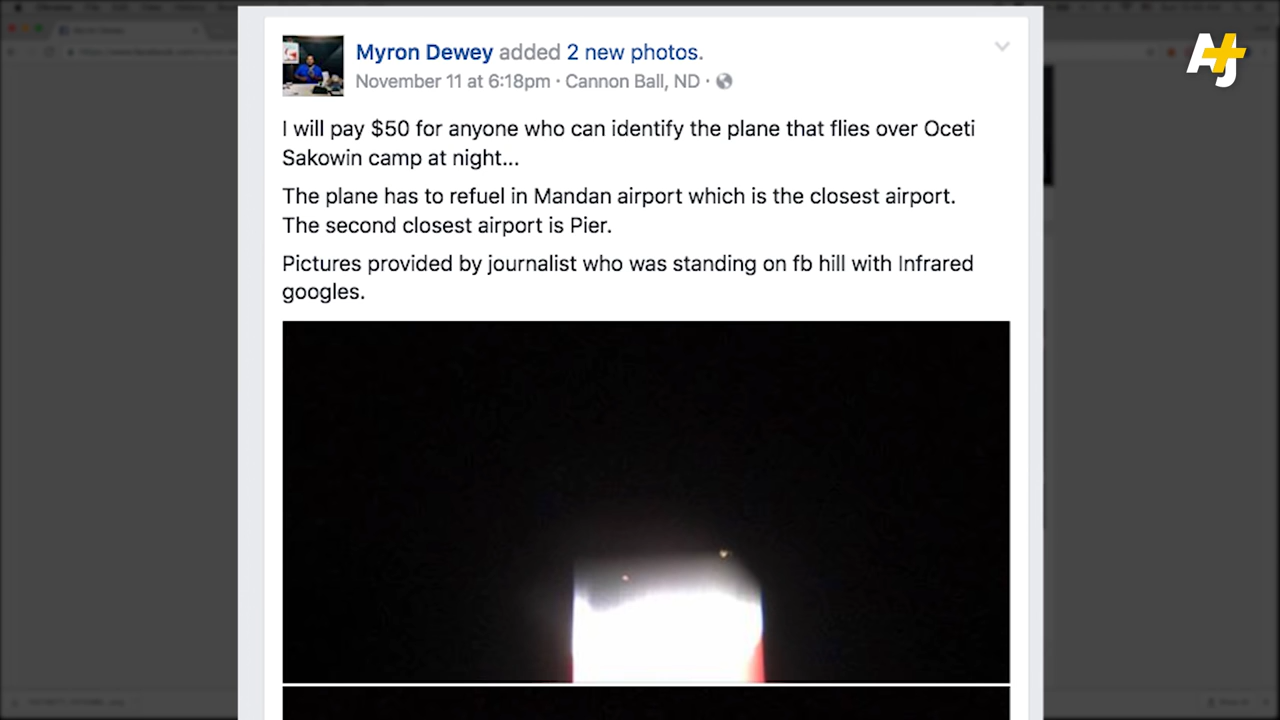 Myron Dewey added 2 new photos.
November 11 at 6:18pm · Cannon Ball, ND ·
I will pay $50 for anyone who can identify the plane that flies over Oceti
Sakowin camp at night...
The plane has to refuel in Mandan airport which is the closest airport.
The second closest airport is Pier.
Pictures provided by journalist who was standing on fb hill with Infrared
googles.
AJ+